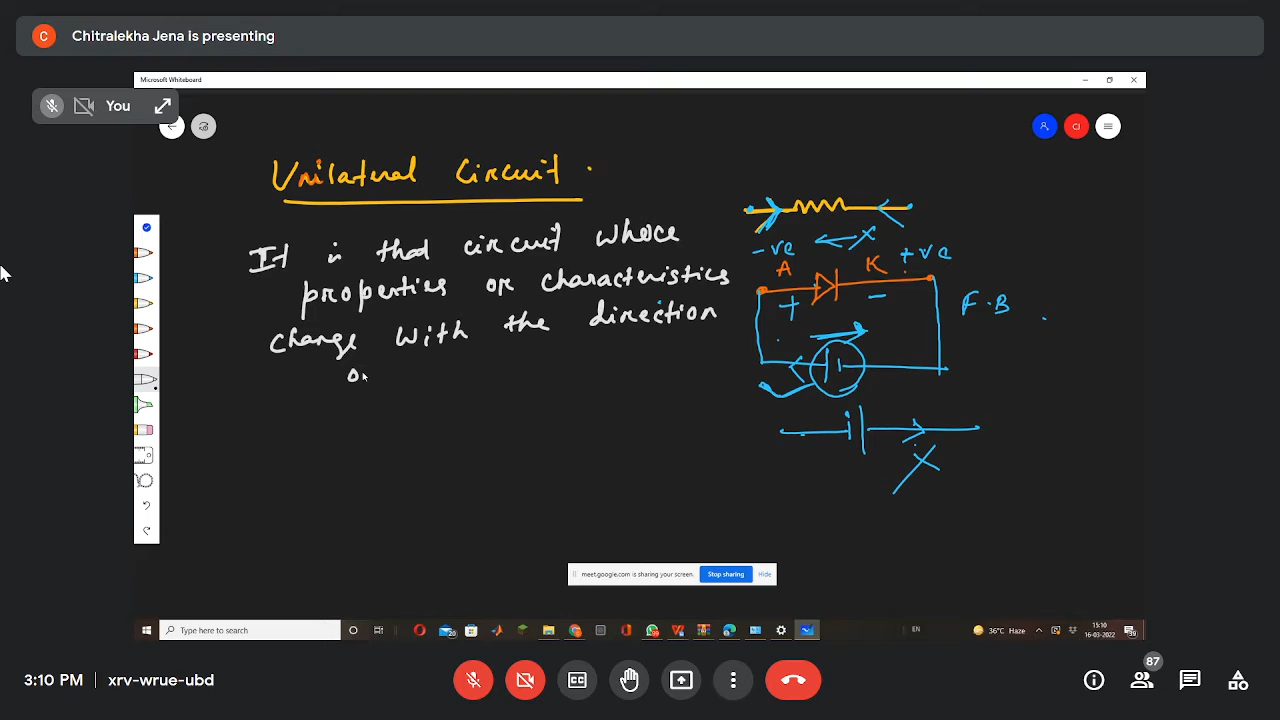 Chitralekha Jena is presenting
Microsoft Whiteboard
You
CJ
Unilateral Circuit.
It is that circuit whose
properties or characteristics
change with the direction
o
-ve X +ve
A K
+ -
F.B
X
meet.google.com is sharing your screen. Stop sharing Hide
Type here to search
36°C Haze
EN
15:10
16-03-2022
3:10 PM | xrv-wrue-ubd
87